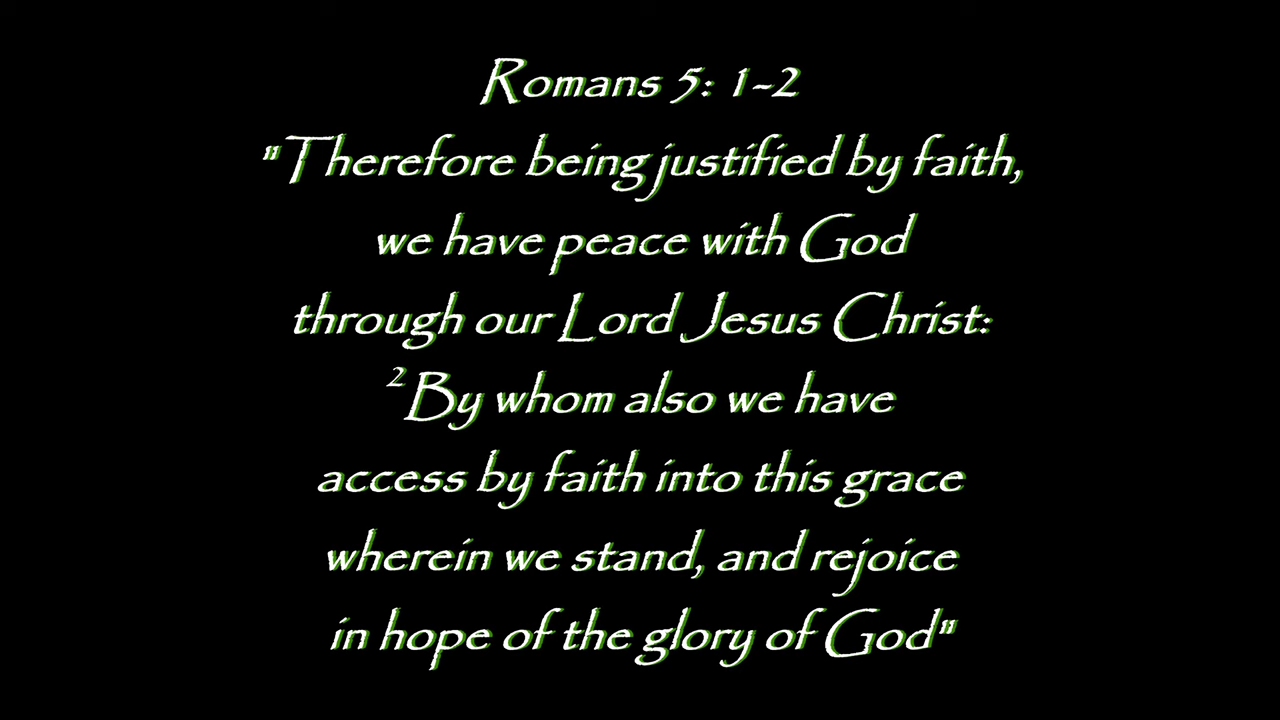 Romans 5: 1-2
"Therefore being justified by faith,
we have peace with God
through our Lord Jesus Christ:
²By whom also we have
access by faith into this grace
wherein we stand, and rejoice
in hope of the glory of God"